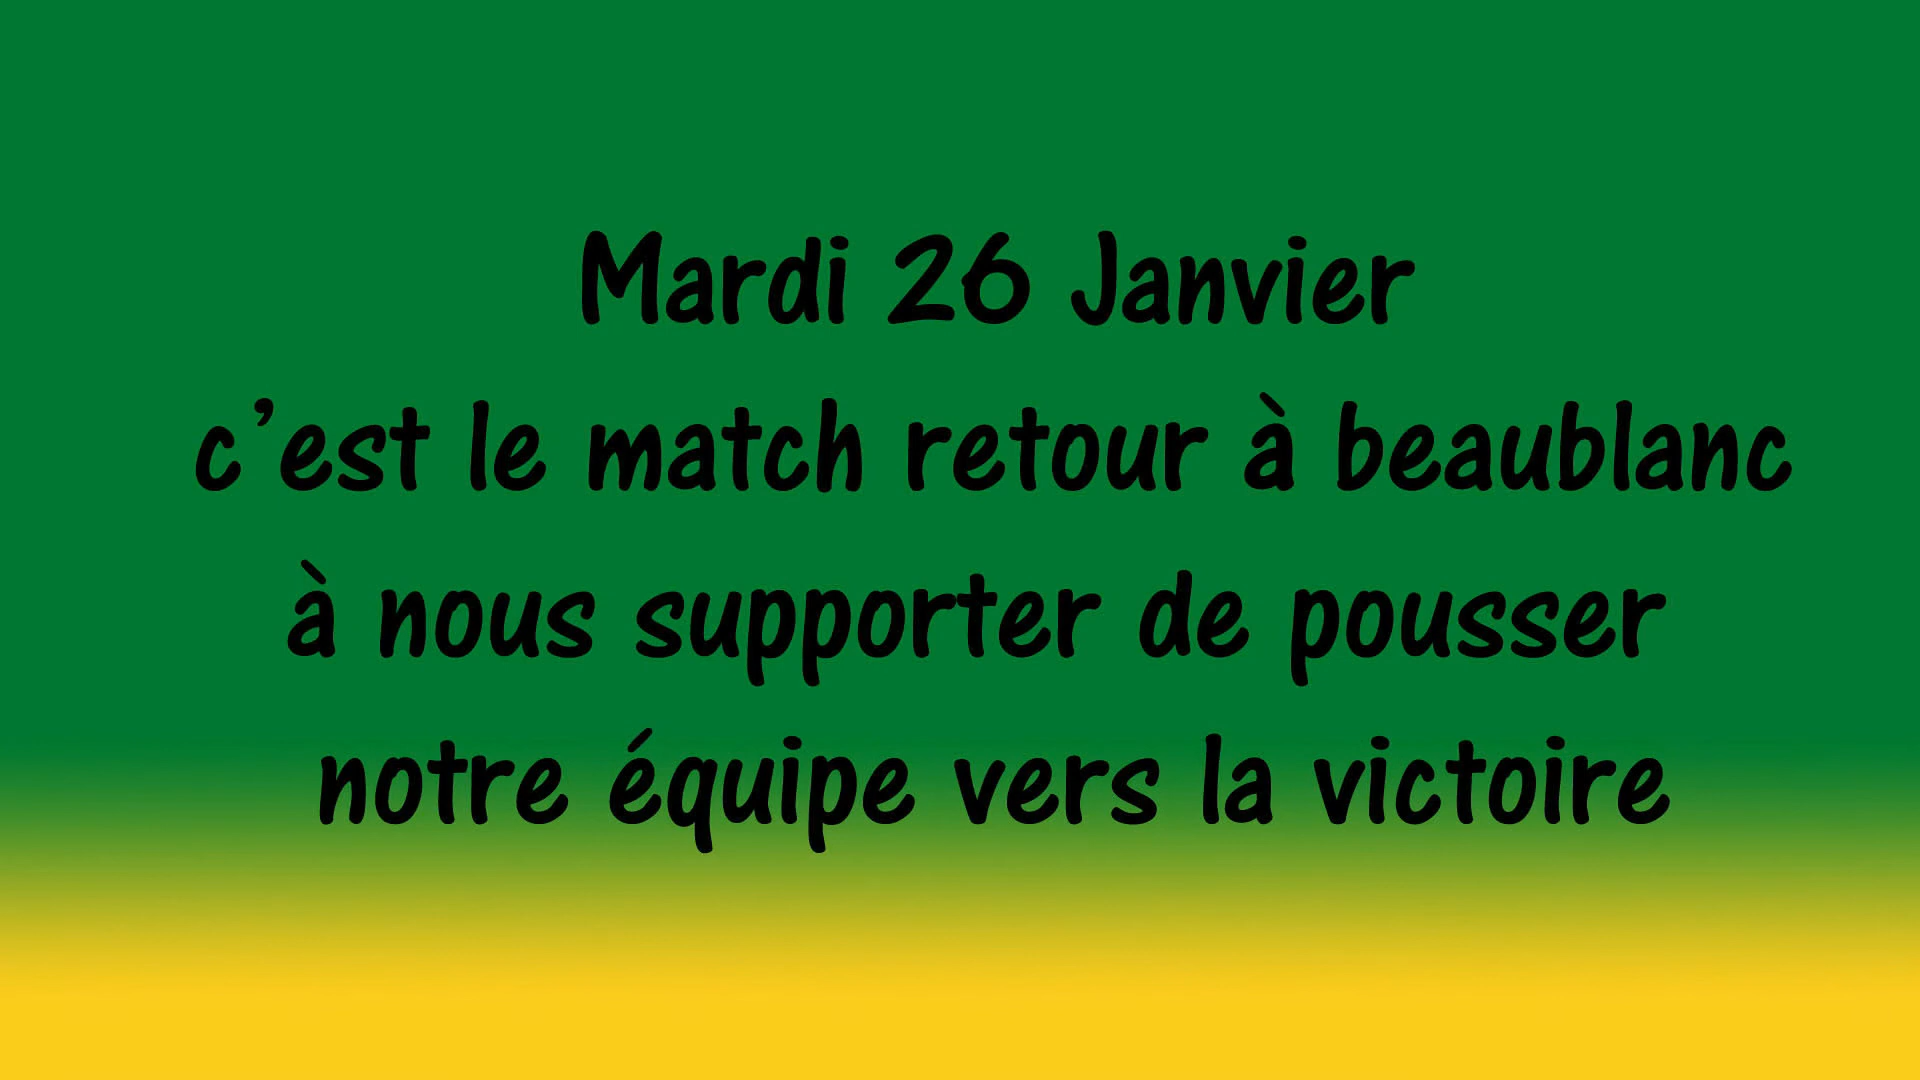 Mardi 26 Janvier
c’est le match retour à beaublanc
à nous supporter de pousser
notre équipe vers la victoire